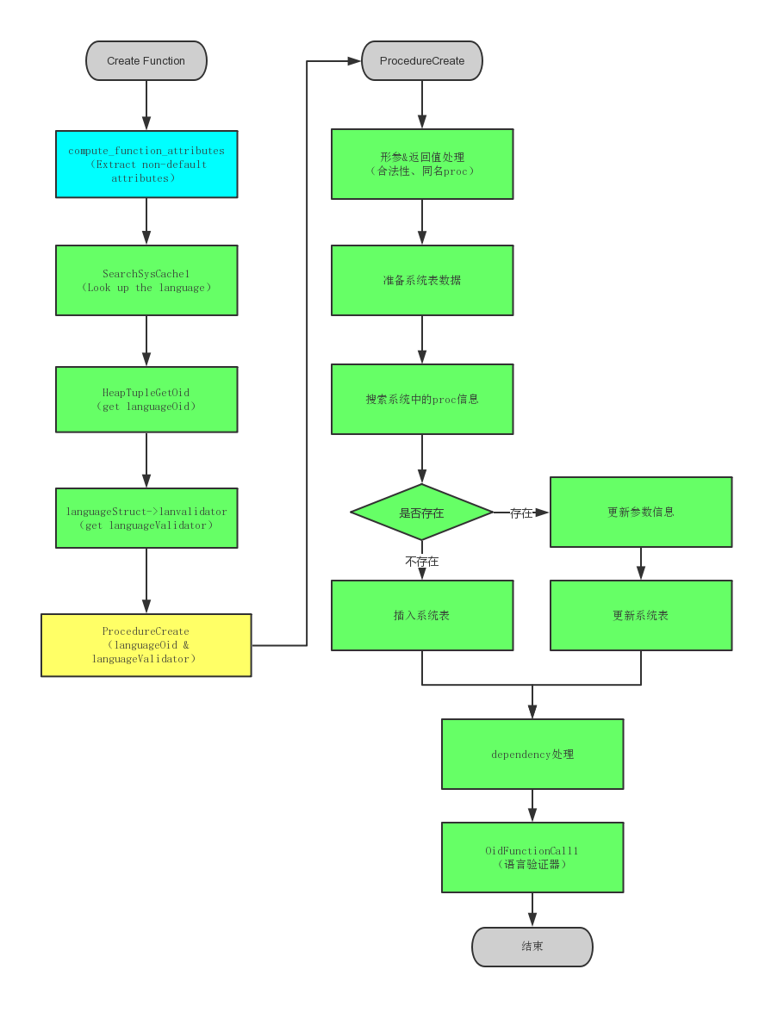 Create Function
compute_function_attributes
（Extract non-default
attributes）
SearchSysCache1
（Look up the language）
HeapTupleGetOid
（get languageOid）
languageStruct->lanvalidator
（get languageValidator）
ProcedureCreate
（languageOid &
languageValidator）
ProcedureCreate
形参&返回值处理
（合法性、同名proc）
准备系统表数据
搜索系统中的proc信息
是否存在
存在
更新参数信息
不存在
插入系统表
更新系统表
dependency处理
OidFunctionCall1
（语言验证器）
结束